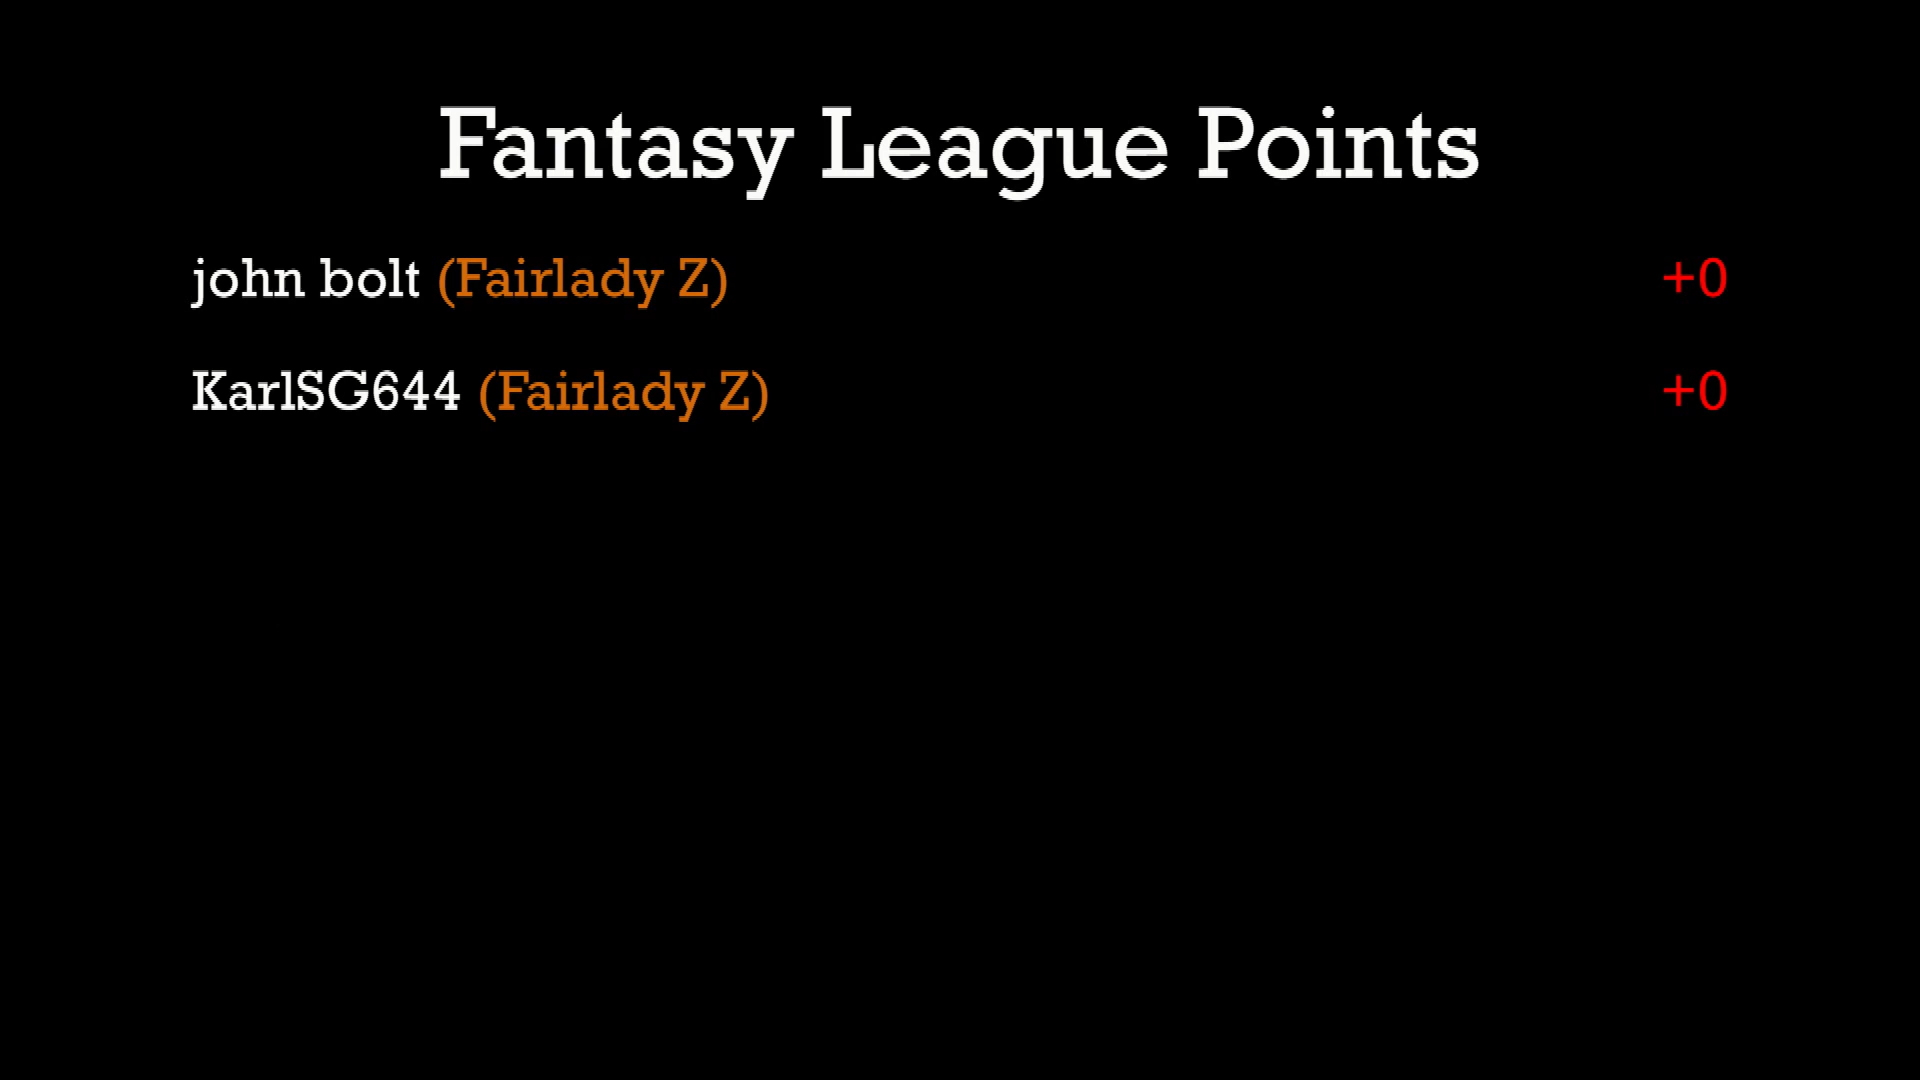 Fantasy League Points
john bolt (Fairlady Z) +0
KarlSG644 (Fairlady Z) +0